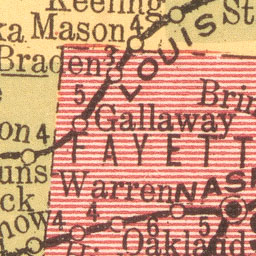 Keeling
ka Mason 4
St
LOUIS
Braden 3
5
Brin
Gallaway
on 4
FAYETT
uns
Warren
NASH
ck
now 4 4
6 5
Oakland